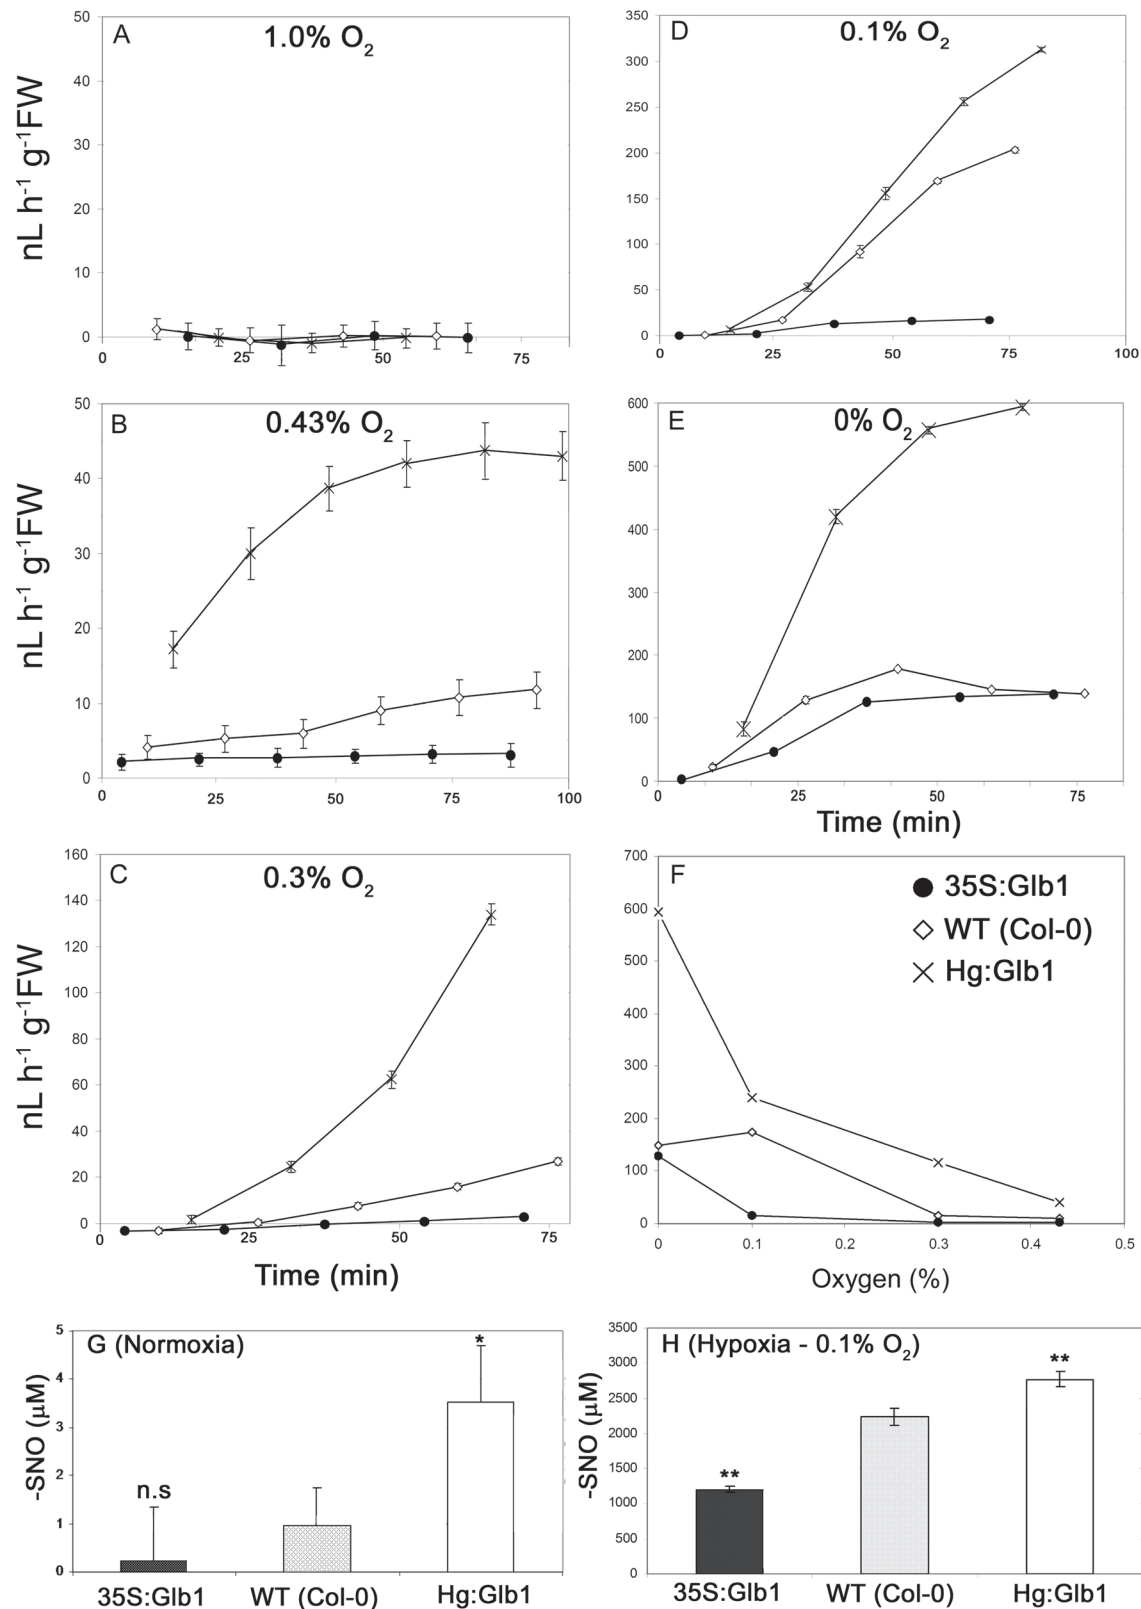 A
1.0% O2
nL h-1 g-1FW
50
40
30
20
10
0
0
25
50
75
D
0.1% O2
350
300
250
200
150
100
50
0
0
25
50
75
100
B
0.43% O2
nL h-1 g-1FW
50
40
30
20
10
0
0
25
50
75
100
E
0% O2
600
500
400
300
200
100
0
0
25
50
75
Time (min)
C
0.3% O2
nL h-1 g-1FW
160
140
120
100
80
60
40
20
0
0
25
50
75
Time (min)
F
35S:Glb1
WT (Col-0)
Hg:Glb1
700
600
500
400
300
200
100
0
0
0.1
0.2
0.3
0.4
0.5
Oxygen (%)
G (Normoxia)
-SNO (µM)
5
4
3
2
1
0
n.s
*
35S:Glb1
WT (Col-0)
Hg:Glb1
H (Hypoxia - 0.1% O2)
-SNO (µM)
3500
3000
2500
2000
1500
1000
500
0
**
**
35S:Glb1
WT (Col-0)
Hg:Glb1